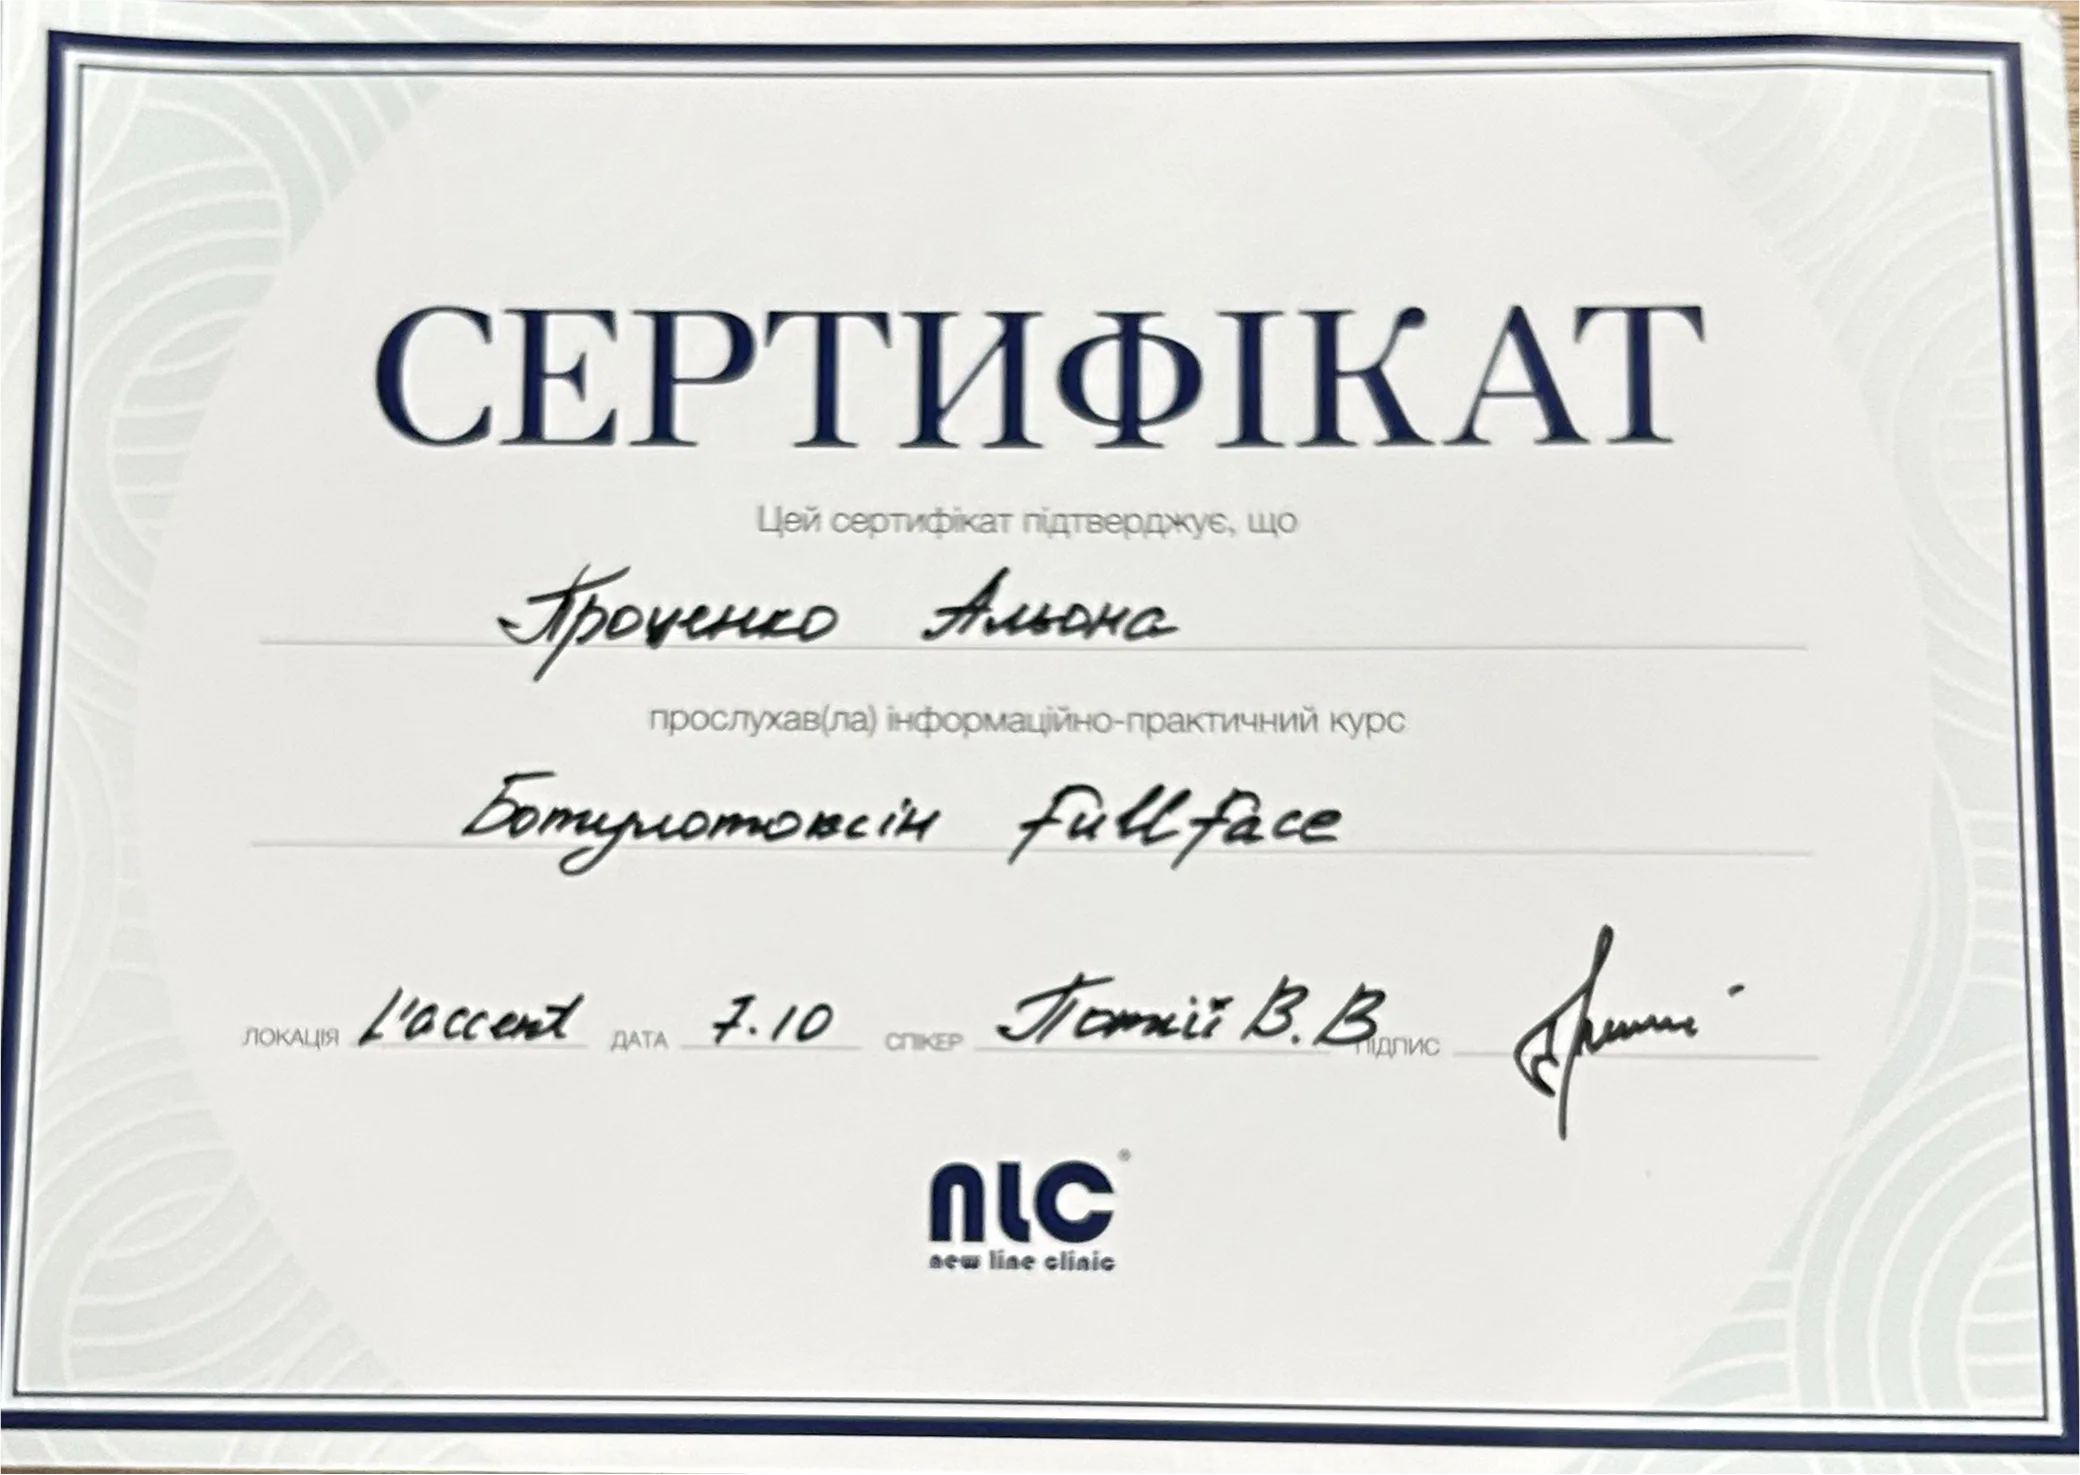 СЕРТИФІКАТ
Цей сертифікат підтверджує, що
Проценко Альона
прослухав(ла) інформаційно-практичний курс
Ботулотоксін Full Face
ЛОКАЦІЯ L'accent ДАТА 7.10 СПІКЕР В.В ПІДПИС
nlc®
new line clinic